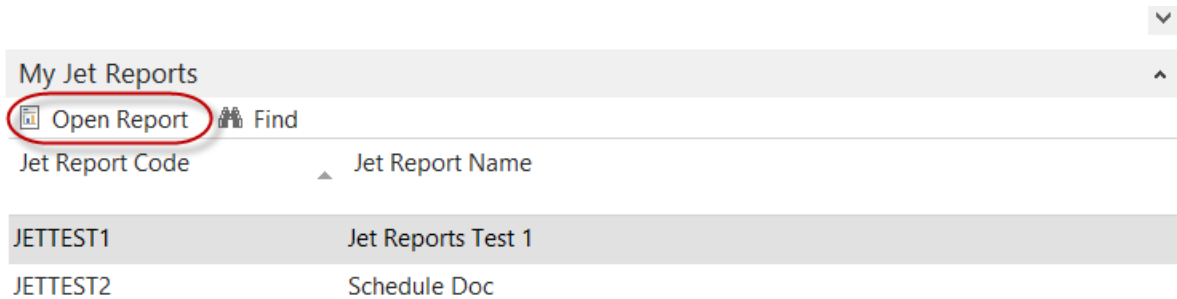 My Jet Reports
Open Report Find
Jet Report Code Jet Report Name
JETTEST1 Jet Reports Test 1
JETTEST2 Schedule Doc